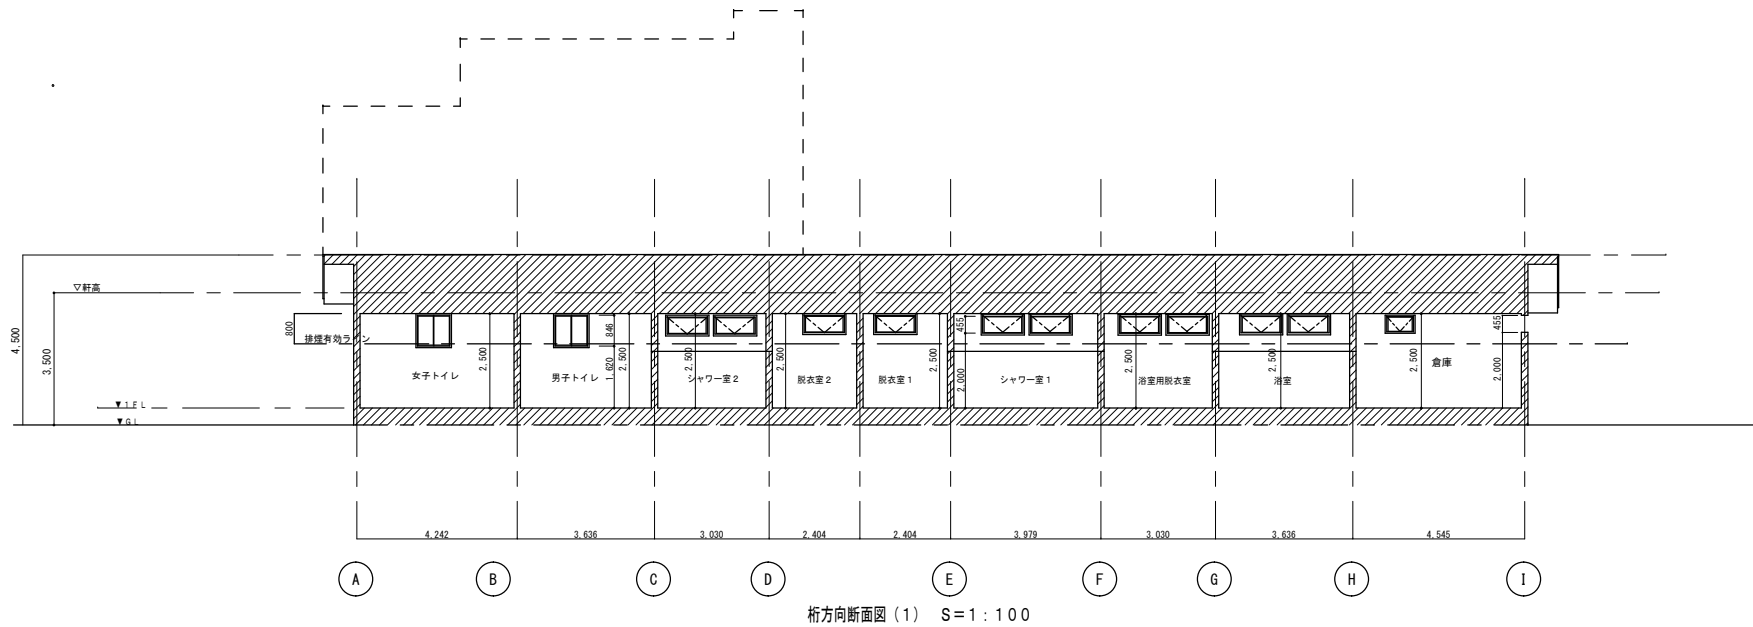 ▽軒高
800
排煙有効ライン
4.500
3.500
▼1FL
▼GL
女子トイレ
2.500
男子トイレ
846
1.620
2.500
シャワー室2
2.500
2.500
脱衣室2
脱衣室1
2.500
455
2.000
シャワー室1
2.500
浴室用脱衣室
2.500
浴室
2.500
倉庫
455
2.000
4.242
3.636
3.030
2.404
2.404
3.979
3.030
3.636
4.545
A
B
C
D
E
F
G
H
I
桁方向断面図(1) S=1:100